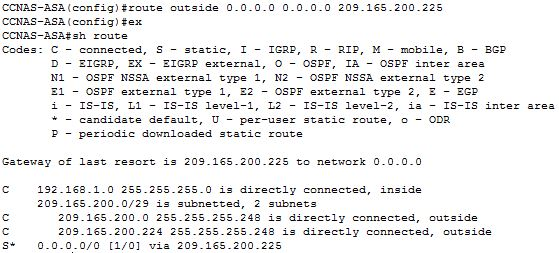 CCNAS-ASA(config)#route outside 0.0.0.0 0.0.0.0 209.165.200.225
CCNAS-ASA(config)#ex
CCNAS-ASA#sh route
Codes: C - connected, S - static, I - IGRP, R - RIP, M - mobile, B - BGP
D - EIGRP, EX - EIGRP external, O - OSPF, IA - OSPF inter area
N1 - OSPF NSSA external type 1, N2 - OSPF NSSA external type 2
E1 - OSPF external type 1, E2 - OSPF external type 2, E - EGP
i - IS-IS, L1 - IS-IS level-1, L2 - IS-IS level-2, ia - IS-IS inter area
* - candidate default, U - per-user static route, o - ODR
P - periodic downloaded static route
Gateway of last resort is 209.165.200.225 to network 0.0.0.0
C 192.168.1.0 255.255.255.0 is directly connected, inside
209.165.200.0/29 is subnetted, 2 subnets
C 209.165.200.0 255.255.255.248 is directly connected, outside
C 209.165.200.224 255.255.255.248 is directly connected, outside
S* 0.0.0.0/0 [1/0] via 209.165.200.225